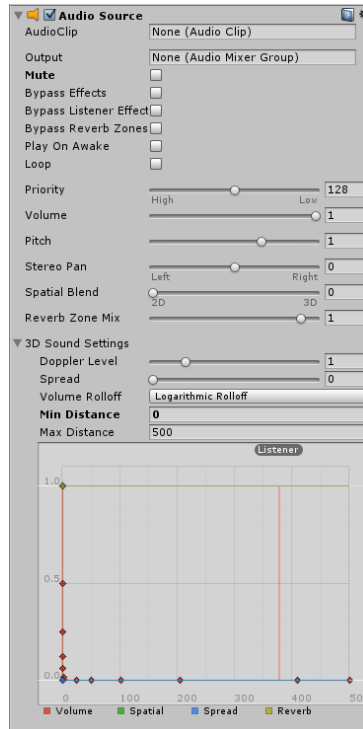 Audio Source
AudioClip None (Audio Clip)
Output None (Audio Mixer Group)
Mute
Bypass Effects
Bypass Listener Effect
Bypass Reverb Zones
Play On Awake
Loop
Priority 128
High Low
Volume 1
Pitch 1
Stereo Pan 0
Left Right
Spatial Blend 0
2D 3D
Reverb Zone Mix 1
3D Sound Settings
Doppler Level 1
Spread 0
Volume Rolloff Logarithmic Rolloff
Min Distance 0
Max Distance 500
Listener
1.0
0.5
0.0
0 100 200 300 400 50
Volume Spatial Spread Reverb